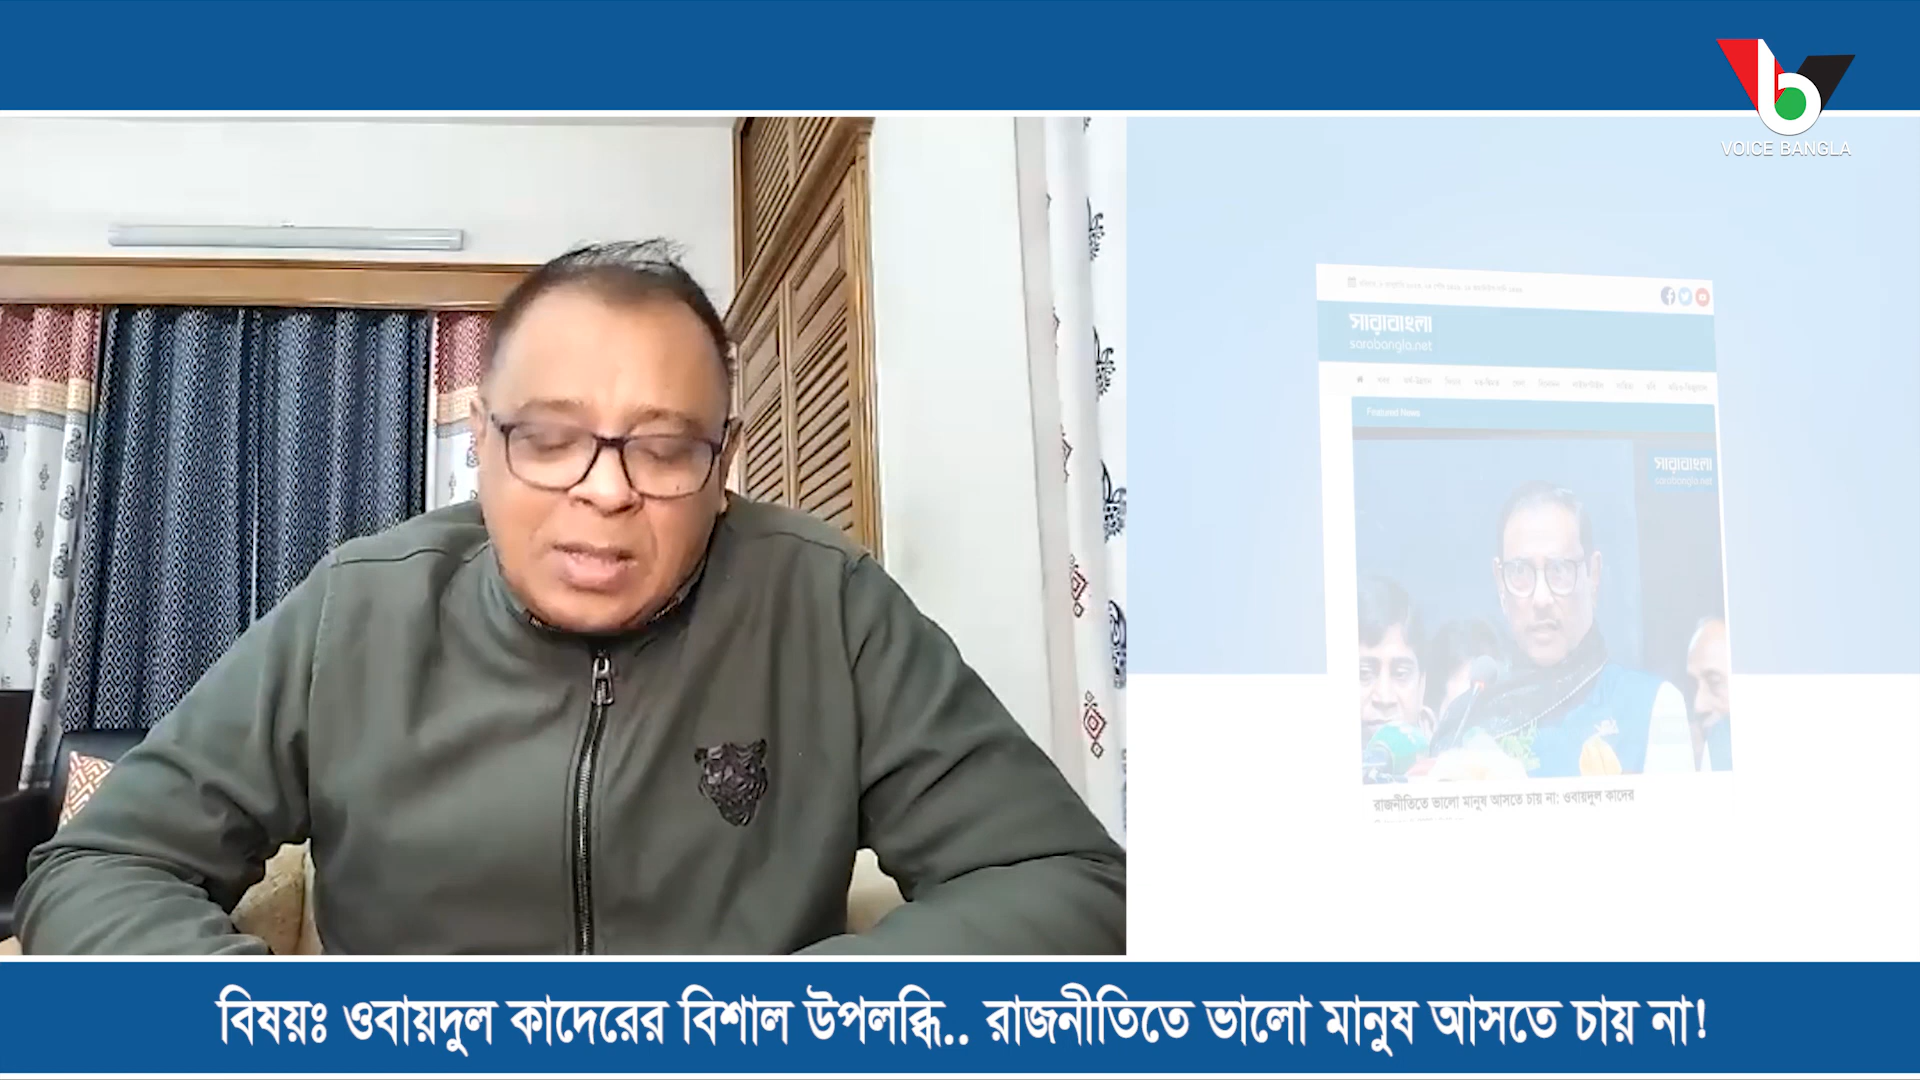 VOICE BANGLA
সারাবাংলা
sarabangla.net
Featured News
সারাবাংলা
sarabangla.net
রাজনীতিতে ভালো মানুষ আসতে চায় না: ওবায়দুল কাদের
বিষয়ঃ ওবায়দুল কাদেরের বিশাল উপলব্ধি.. রাজনীতিতে ভালো মানুষ আসতে চায় না!